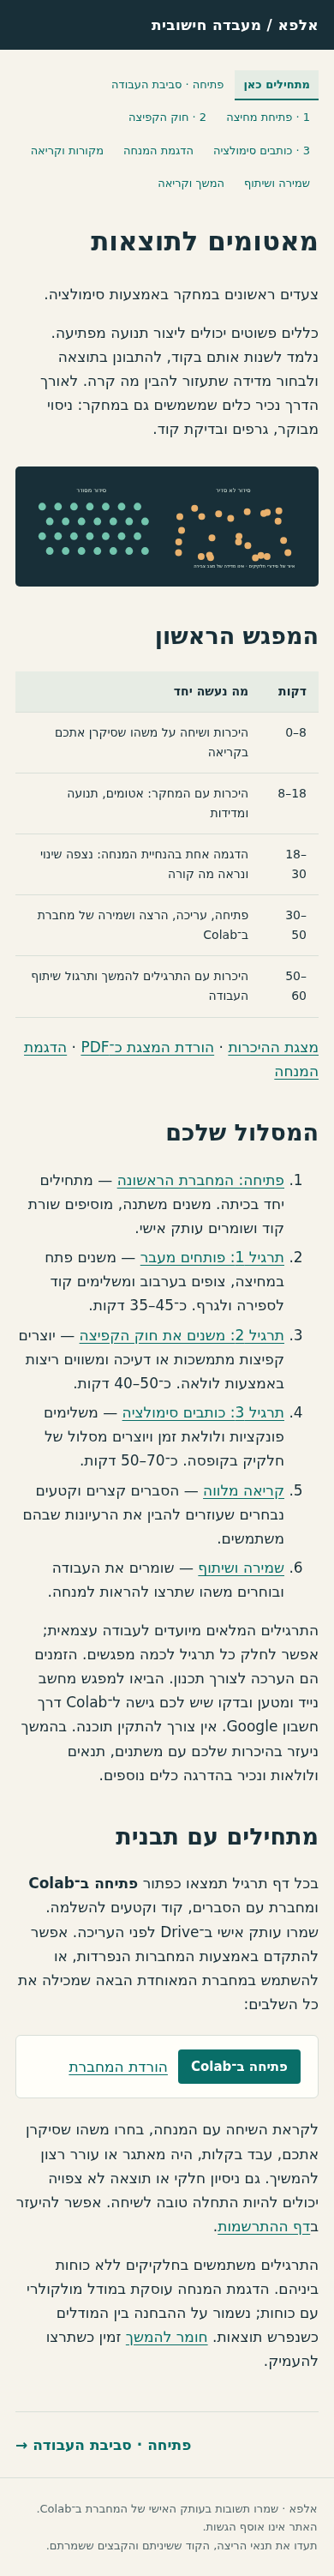 אלפא / מעבדה חישובית
מתחילים כאן
פתיחה · סביבת העבודה
1 · פתיחת מחיצה
2 · חוק הקפיצה
3 · כותבים סימולציה
הדגמת המנחה
מקורות וקריאה
שמירה ושיתוף
המשך וקריאה
מאטומים לתוצאות
צעדים ראשונים במחקר באמצעות סימולציה.
כללים פשוטים יכולים ליצור תנועה מפתיעה.
נלמד לשנות אותם בקוד, להתבונן בתוצאה
ולבחור מדידה שתעזור להבין מה קרה. לאורך
הדרך נכיר כלים שמשמשים גם במחקר: ניסוי
מבוקר, גרפים ובדיקת קוד.
סידור לא סדיר
סידור מסודר
איור של סידורי חלקיקים · אינו מדידה של מצב צבירה
המפגש הראשון
דקות
מה נעשה יחד
0–8
היכרות ושיחה על משהו שסיקרן אתכם
בקריאה
8–18
היכרות עם המחקר: אטומים, תנועה
ומדידות
18–
30
הדגמה אחת בהנחיית המנחה: נצפה שינוי
ונראה מה קורה
30–
50
פתיחה, עריכה, הרצה ושמירה של מחברת
ב־Colab
50–
60
היכרות עם התרגילים להמשך ותרגול שיתוף
העבודה
מצגת ההיכרות · הורדת המצגת כ־PDF · הדגמת
המנחה
המסלול שלכם
1. פתיחה: המחברת הראשונה — מתחילים
יחד בכיתה. משנים משתנה, מוסיפים שורת
קוד ושומרים עותק אישי.
2. תרגיל 1: פותחים מעבר — משנים פתח
במחיצה, צופים בערבוב ומשלימים קוד
לספירה ולגרף. כ־35–45 דקות.
3. תרגיל 2: משנים את חוק הקפיצה — יוצרים
קפיצות מתמשכות או דעיכה ומשווים ריצות
באמצעות לולאה. כ־40–50 דקות.
4. תרגיל 3: כותבים סימולציה — משלימים
פונקציות ולולאת זמן ויוצרים מסלול של
חלקיק בקופסה. כ־50–70 דקות.
5. קריאה מלווה — הסברים קצרים וקטעים
נבחרים שעוזרים להבין את הרעיונות שבהם
משתמשים.
6. שמירה ושיתוף — שומרים את העבודה
ובוחרים משהו שתרצו להראות למנחה.
התרגילים המלאים מיועדים לעבודה עצמאית;
אפשר לחלק כל תרגיל לכמה מפגשים. הזמנים
הם הערכה לצורך תכנון. הביאו למפגש מחשב
נייד ומטען ובדקו שיש לכם גישה ל־Colab דרך
חשבון Google. אין צורך להתקין תוכנה. בהמשך
ניעזר בהיכרות שלכם עם משתנים, תנאים
ולולאות ונכיר בהדרגה כלים נוספים.
מתחילים עם תבנית
בכל דף תרגיל תמצאו כפתור פתיחה ב־Colab
ומחברת עם הסברים, קוד וקטעים להשלמה.
שמרו עותק אישי ב־Drive לפני העריכה. אפשר
להתקדם באמצעות המחברות הנפרדות, או
להשתמש במחברת המאוחדת הבאה שמכילה את
כל השלבים:
פתיחה ב־Colab
הורדת המחברת
לקראת השיחה עם המנחה, בחרו משהו שסיקרן
אתכם, עבד בקלות, היה מאתגר או עורר רצון
להמשיך. גם ניסיון חלקי או תוצאה לא צפויה
יכולים להיות התחלה טובה לשיחה. אפשר להיעזר
בדף ההתרשמות.
התרגילים משתמשים בחלקיקים ללא כוחות
ביניהם. הדגמת המנחה עוסקת במודל מולקולרי
עם כוחות; נשמור על ההבחנה בין המודלים
כשנפרש תוצאות. חומר להמשך זמין כשתרצו
להעמיק.
פתיחה · סביבת העבודה →
אלפא · שמרו תשובות בעותק האישי של המחברת ב־Colab.
האתר אינו אוסף הגשות.
תעדו את תנאי הריצה, הקוד ששיניתם והקבצים ששמרתם.